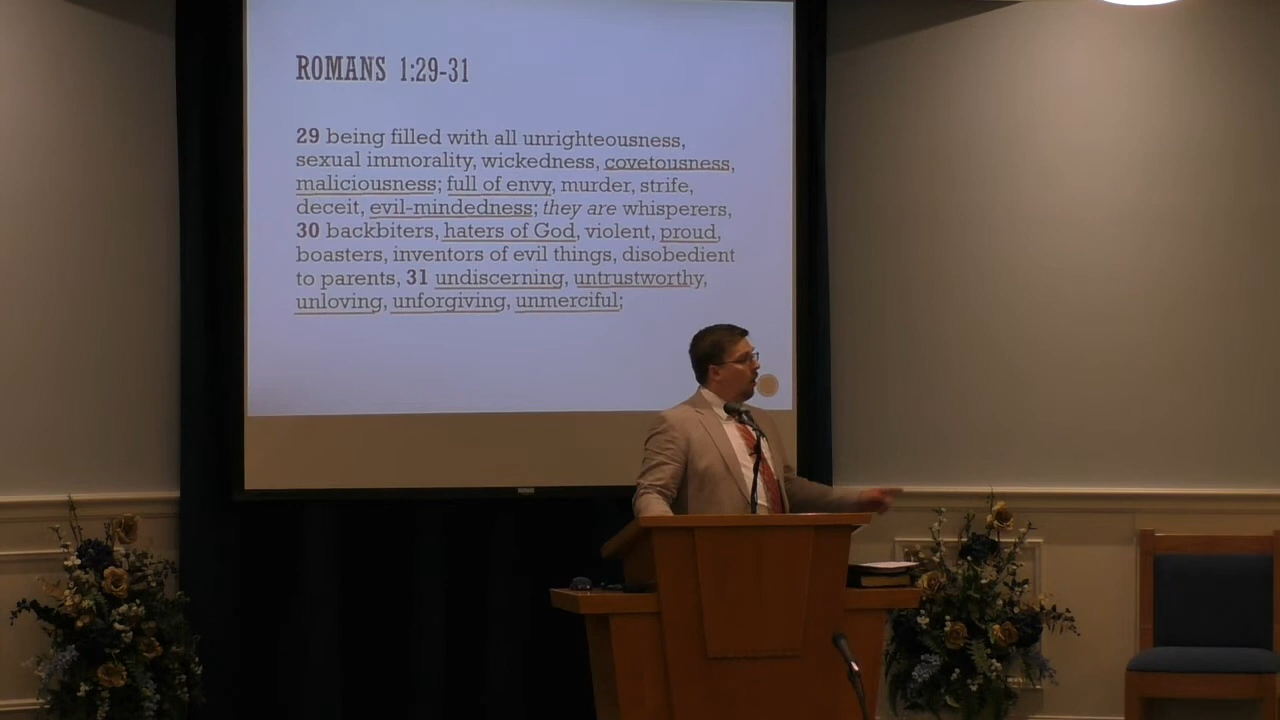 ROMANS 1:29-31
29 being filled with all unrighteousness,
sexual immorality, wickedness, covetousness,
maliciousness; full of envy, murder, strife,
deceit, evil-mindedness; they are whisperers,
30 backbiters, haters of God, violent, proud,
boasters, inventors of evil things, disobedient
to parents, 31 undiscerning, untrustworthy,
unloving, unforgiving, unmerciful;